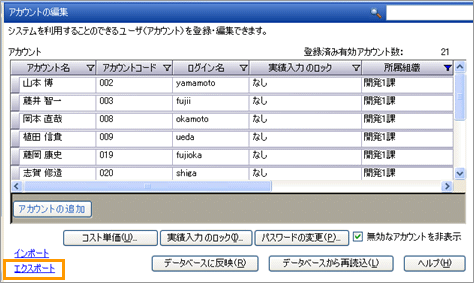 アカウントの編集
システムを利用することのできるユーザ(アカウント)を登録・編集できます。
アカウント 登録済み有効アカウント数: 21
アカウント名 アカウントコード ログイン名 実績入力のロック 所属組織
山本 博 002 yamamoto なし 開発1課
藤井 智一 003 fujii なし 開発1課
岡本 直哉 008 okamoto なし 開発1課
植田 信貴 009 ueda なし 開発1課
藤岡 康史 019 fujioka なし 開発1課
志賀 修造 020 shiga なし 開発1課
アカウントの追加
コスト単価(U)... 実績入力のロック(I)... パスワードの変更(P)... 無効なアカウントを非表示
インポート
エクスポート データベースに反映(R) データベースから再読込(L) ヘルプ(H)